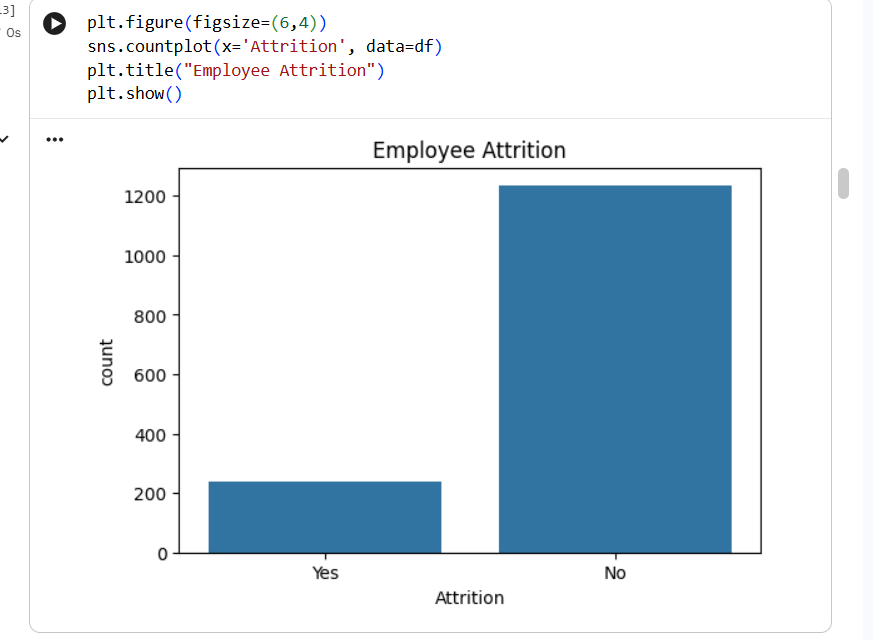 .3]
0s
plt.figure(figsize=(6,4))
sns.countplot(x='Attrition', data=df)
plt.title("Employee Attrition")
plt.show()
Employee Attrition
1200
1000
800
600
400
200
0
count
Yes No
Attrition